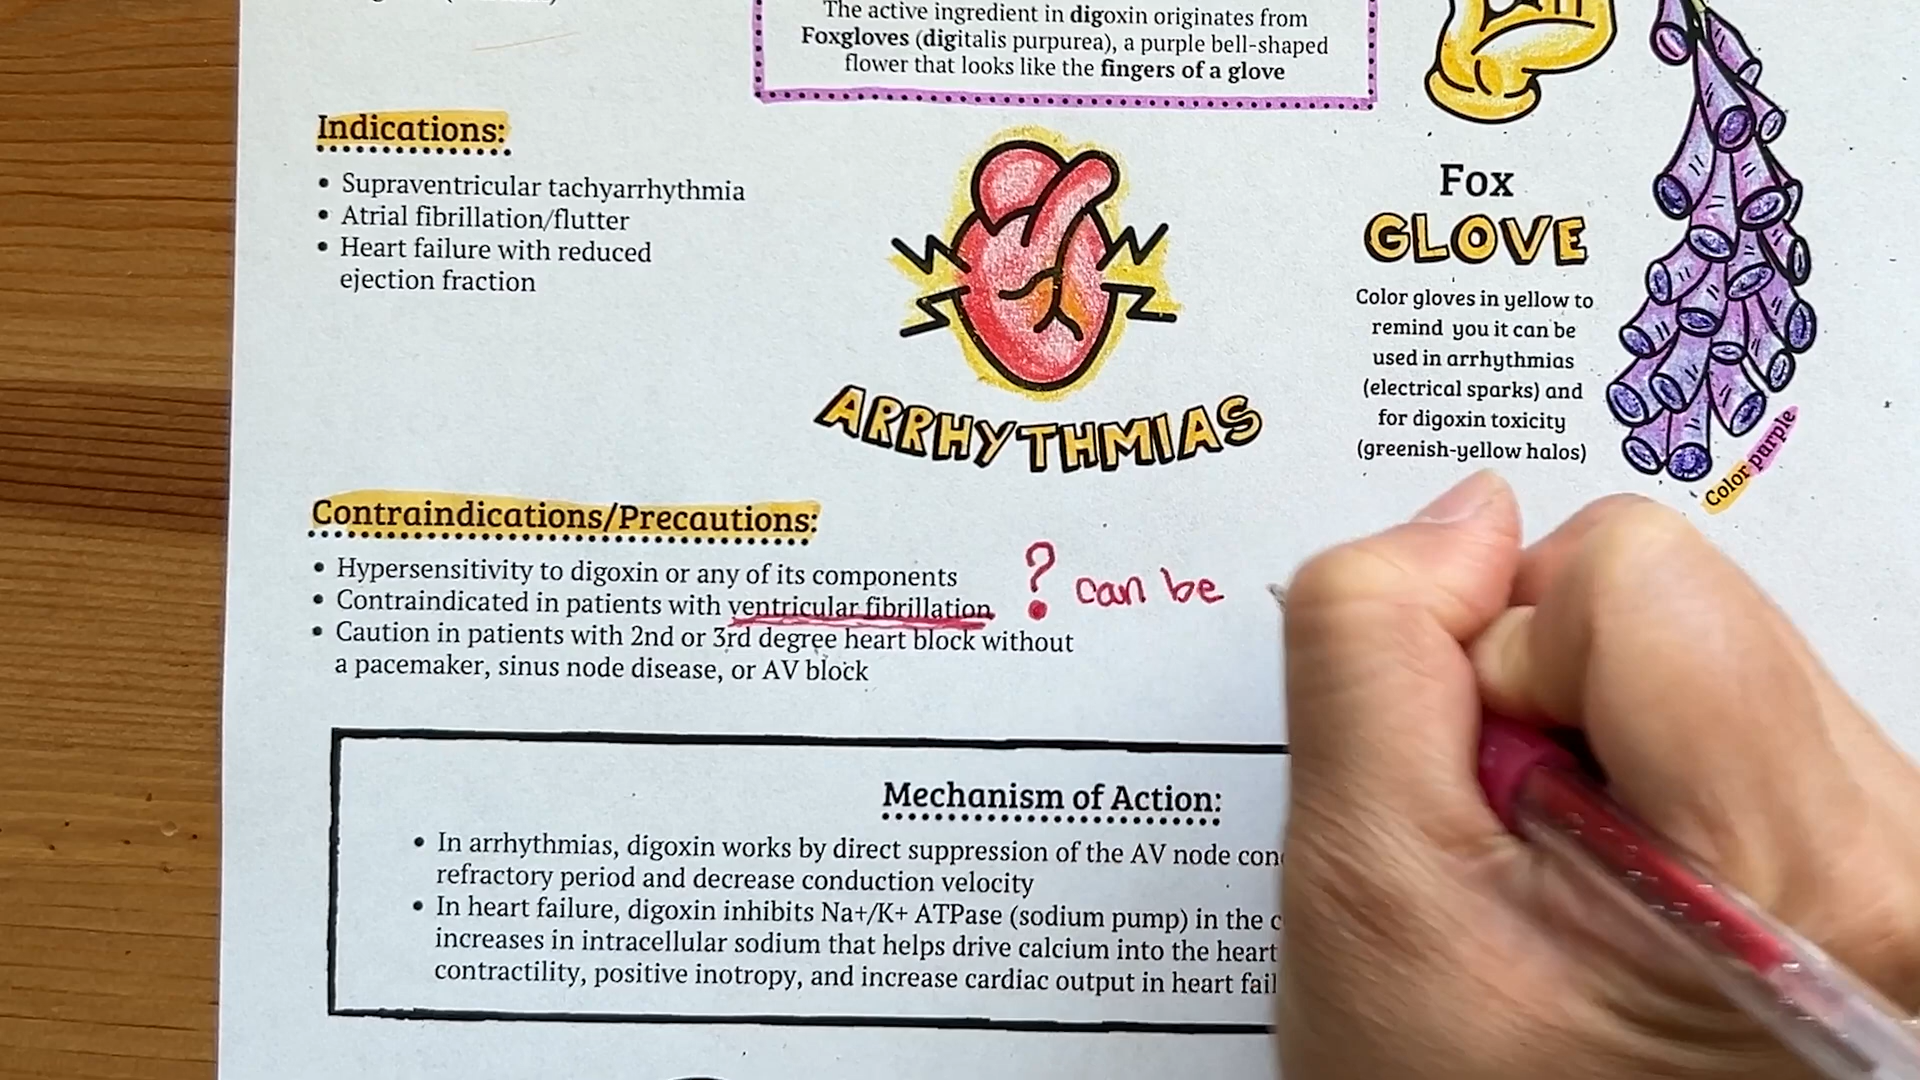 The active ingredient in digoxin originates from
Foxgloves (digitalis purpurea), a purple bell-shaped
flower that looks like the fingers of a glove
Indications:
• Supraventricular tachyarrhythmia
• Atrial fibrillation/flutter
• Heart failure with reduced
ejection fraction
ARRHYTHMIAS
Fox
GLOVE
Color gloves in yellow to
remind you it can be
used in arrhythmias
(electrical sparks) and
for digoxin toxicity
(greenish-yellow halos)
Color purple
Contraindications/Precautions:
• Hypersensitivity to digoxin or any of its components
• Contraindicated in patients with ventricular fibrillation
? can be
• Caution in patients with 2nd or 3rd degree heart block without
a pacemaker, sinus node disease, or AV block
Mechanism of Action:
• In arrhythmias, digoxin works by direct suppression of the AV node
refractory period and decrease conduction velocity
• In heart failure, digoxin inhibits Na+/K+ ATPase (sodium pump) in the
increases in intracellular sodium that helps drive calcium into the heart
contractility, positive inotropy, and increase cardiac output in heart